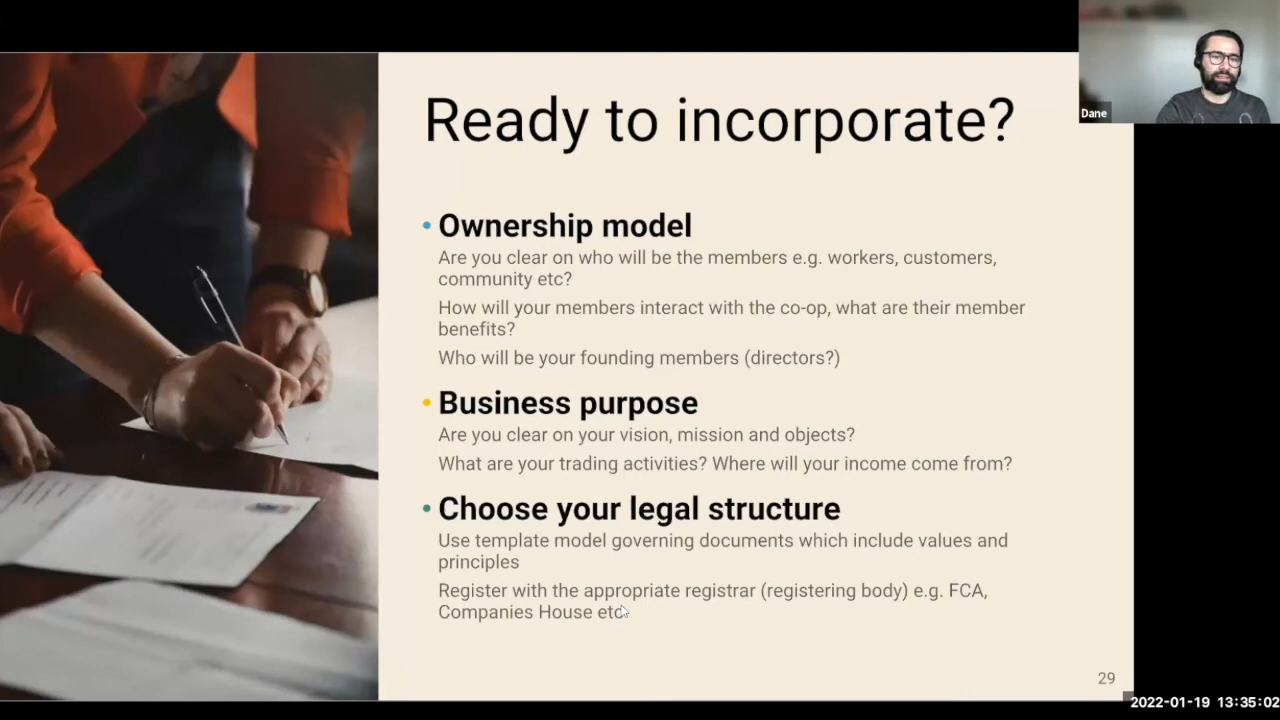 Ready to incorporate?
Dane
• Ownership model
Are you clear on who will be the members e.g. workers, customers,
community etc?
How will your members interact with the co-op, what are their member
benefits?
Who will be your founding members (directors?)
• Business purpose
Are you clear on your vision, mission and objects?
What are your trading activities? Where will your income come from?
• Choose your legal structure
Use template model governing documents which include values and
principles
Register with the appropriate registrar (registering body) e.g. FCA,
Companies House etc
29
2022-01-19 13:35:02